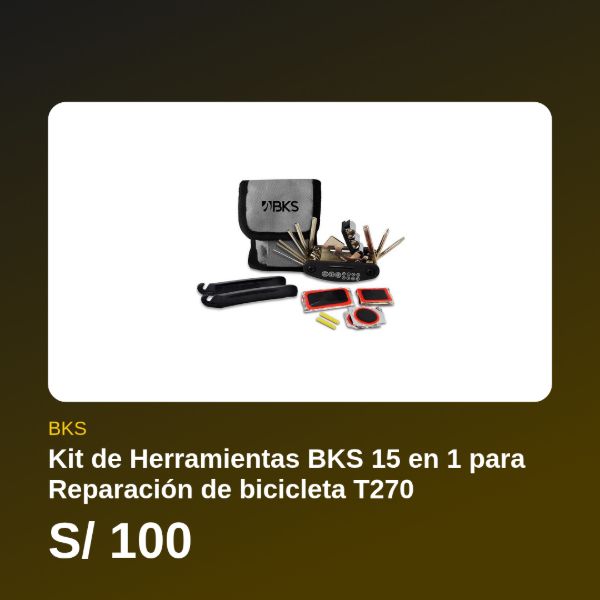 BKS
BKS
Kit de Herramientas BKS 15 en 1 para
Reparación de bicicleta T270
S/ 100